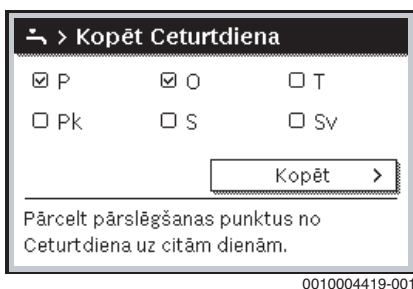 > Kopēt Ceturtdiena
P O T
Pk S Sv
Kopēt >
Pārcelt pārslēgšanas punktus no
Ceturtdiena uz citām dienām.
0010004419-001